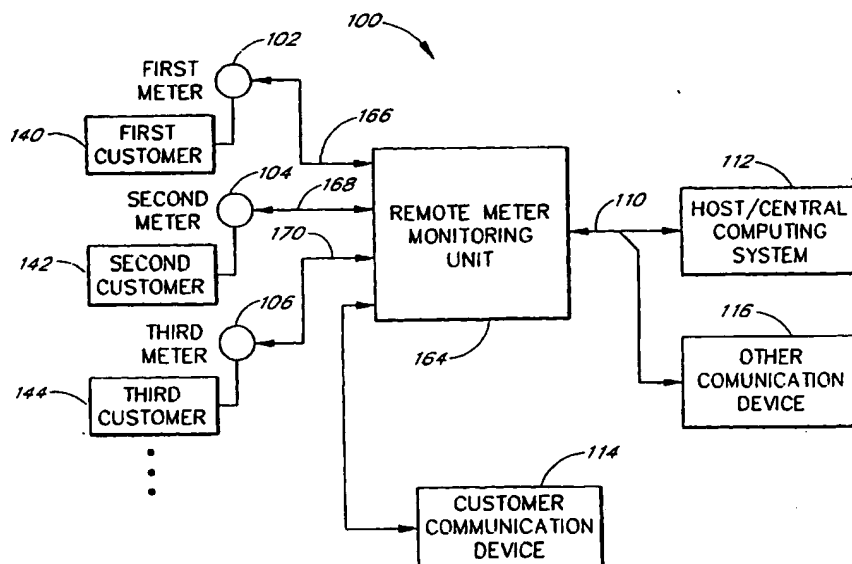 100
102
FIRST
METER
140
FIRST
CUSTOMER
166
104
SECOND
METER
168
142
SECOND
CUSTOMER
170
106
THIRD
METER
144
THIRD
CUSTOMER
REMOTE METER
MONITORING
UNIT
164
110
112
HOST/CENTRAL
COMPUTING
SYSTEM
116
OTHER
COMUNICATION
DEVICE
114
CUSTOMER
COMMUNICATION
DEVICE